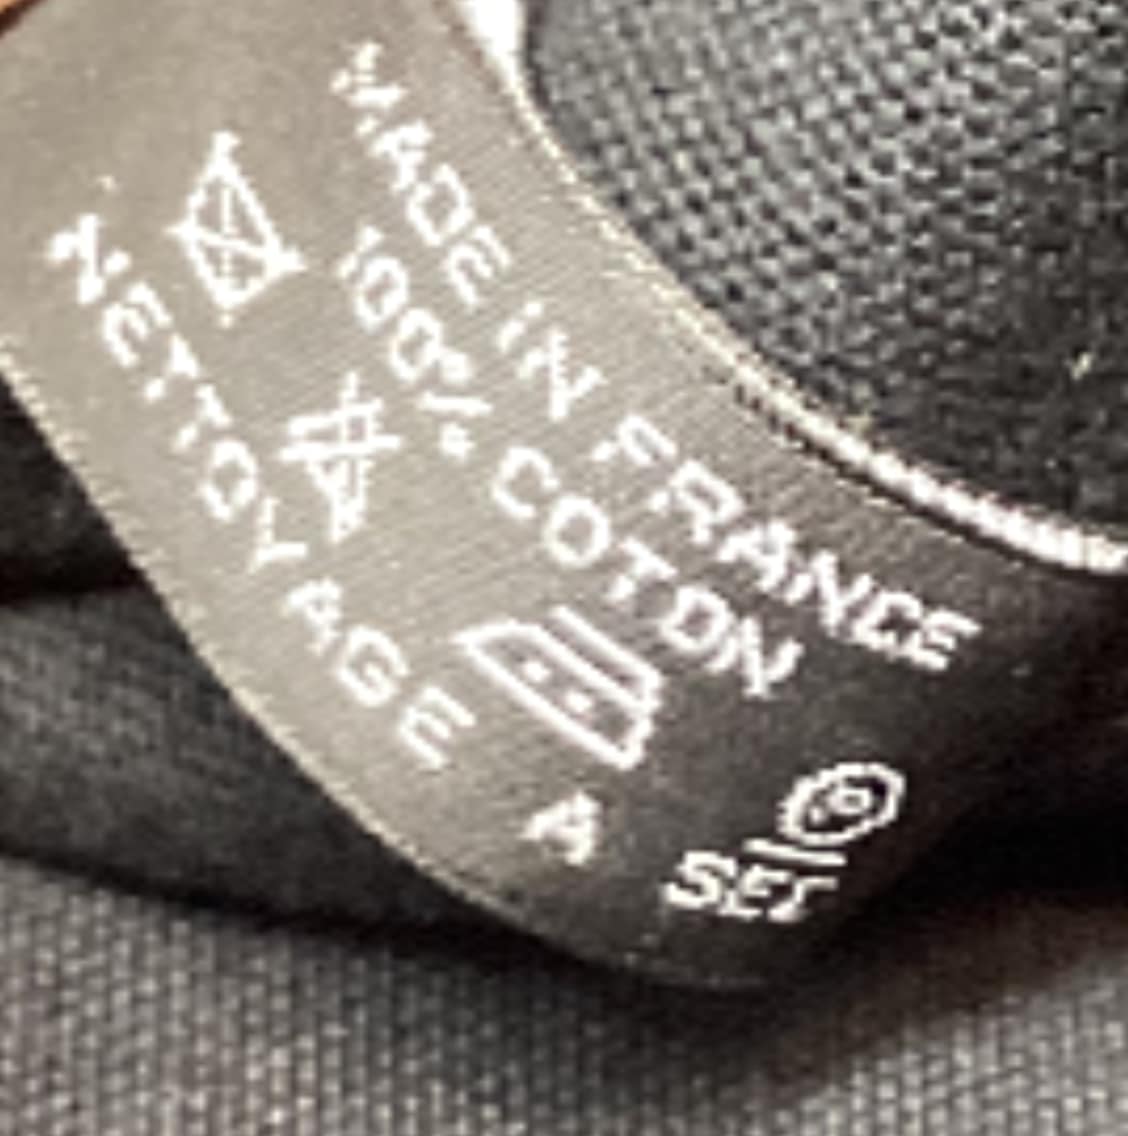 MADE IN FRANCE
100% COTON
P
NETTOYAGE A SEC